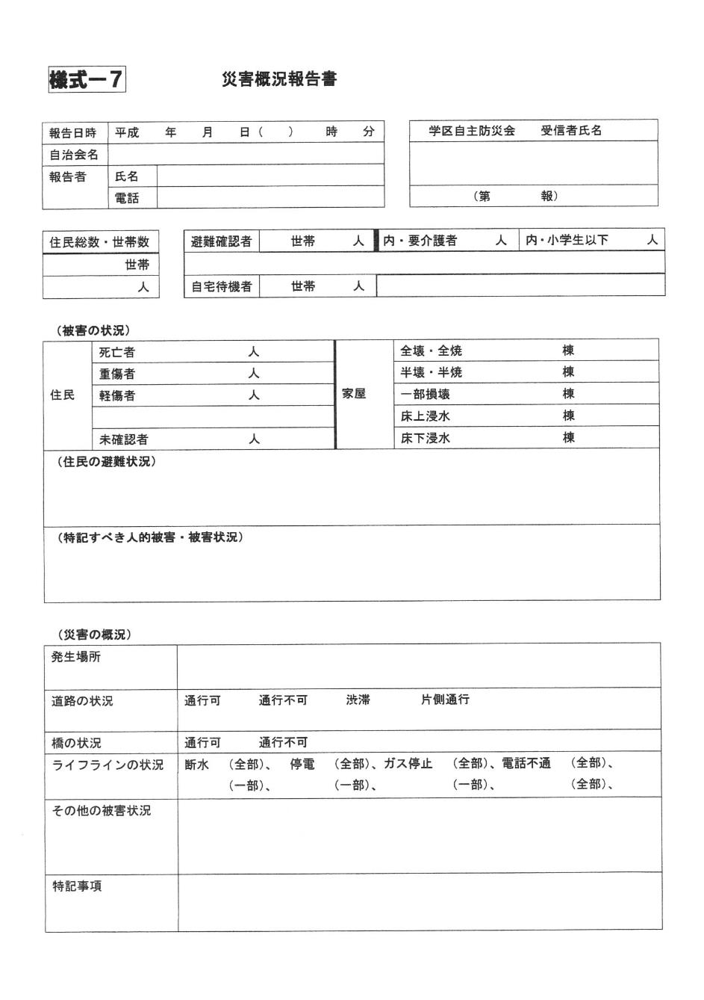 様式ー7
災害概況報告書
報告日時 平成 年 月 日( ) 時 分
自治会名
報告者 氏名
電話
学区自主防災会 受信者氏名
(第 報)
住民総数・世帯数
世帯
人
避難確認者 世帯 人 内・要介護者 人 内・小学生以下 人
自宅待機者 世帯 人
(被害の状況)
住民
死亡者 人
重傷者 人
軽傷者 人
未確認者 人
家屋
全壊・全焼 棟
半壊・半焼 棟
一部損壊 棟
床上浸水 棟
床下浸水 棟
(住民の避難状況)
(特記すべき人的被害・被害状況)
(災害の概況)
発生場所
道路の状況 通行可 通行不可 渋滞 片側通行
橋の状況 通行可 通行不可
ライフラインの状況 断水 (全部)、 停電 (全部)、ガス停止 (全部)、電話不通 (全部)、
(一部)、 (一部)、 (一部)、 (全部)、
その他の被害状況
特記事項